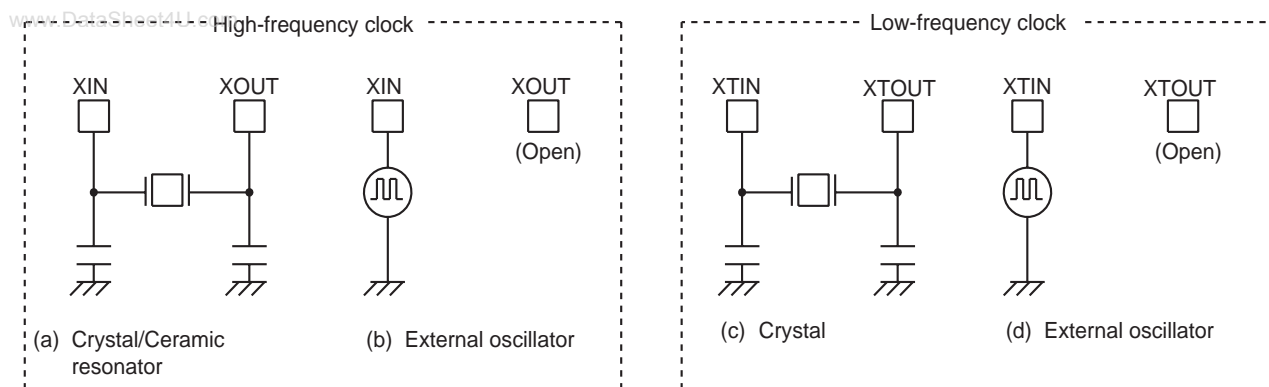 www.DataSheet4U.com
High-frequency clock
Low-frequency clock
XIN XOUT XIN XOUT
XTIN XTOUT XTIN XTOUT
(Open)
(Open)
(a) Crystal/Ceramic
resonator
(b) External oscillator
(c) Crystal
(d) External oscillator